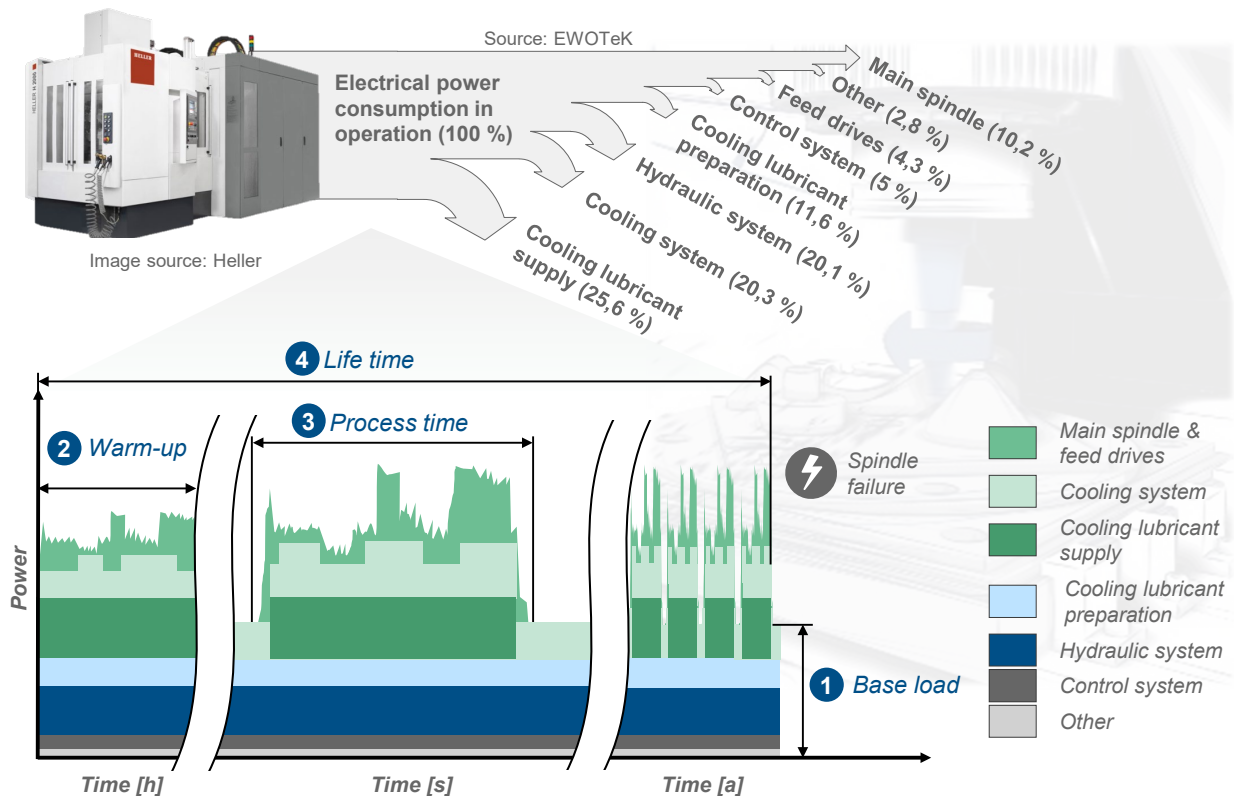 Source: EWOTeK
HELLER
HELLER H 2000
Electrical power
consumption in
operation (100 %)
Main spindle (10,2 %)
Other (2,8 %)
Feed drives (4,3 %)
Control system (5 %)
Cooling lubricant
preparation (11,6 %)
Hydraulic system (20,1 %)
Cooling system (20,3 %)
Cooling lubricant
supply (25,6 %)
Image source: Heller
4 Life time
2 Warm-up
3 Process time
Spindle
failure
1 Base load
Power
Time [h]
Time [s]
Time [a]
Main spindle &
feed drives
Cooling system
Cooling lubricant
supply
Cooling lubricant
preparation
Hydraulic system
Control system
Other